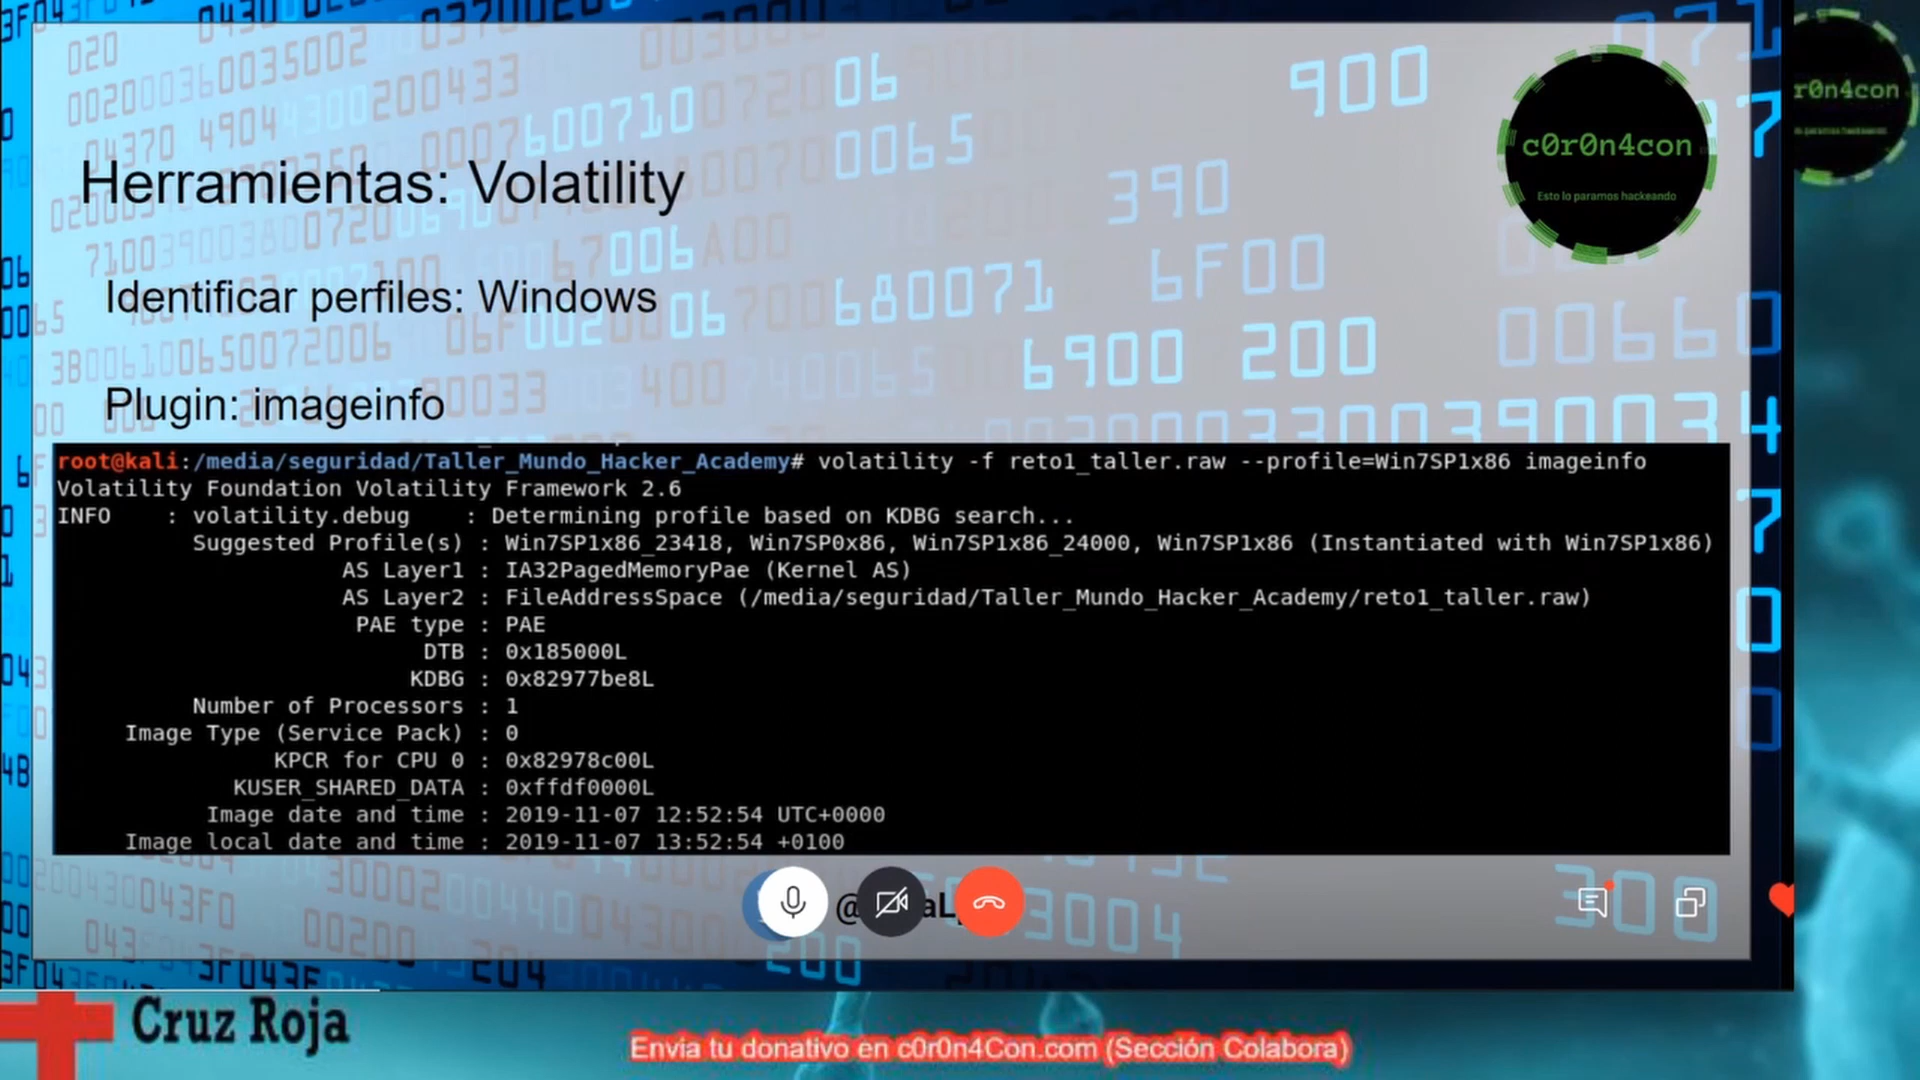 c0r0n4con
Esto lo paramos hackeando
r0n4con
Herramientas: Volatility
Identificar perfiles: Windows
Plugin: imageinfo
root@kali:/media/seguridad/Taller_Mundo_Hacker_Academy# volatility -f reto1_taller.raw --profile=Win7SP1x86 imageinfo
Volatility Foundation Volatility Framework 2.6
INFO    : volatility.debug    : Determining profile based on KDBG search...
Suggested Profile(s) : Win7SP1x86_23418, Win7SP0x86, Win7SP1x86_24000, Win7SP1x86 (Instantiated with Win7SP1x86)
AS Layer1 : IA32PagedMemoryPae (Kernel AS)
AS Layer2 : FileAddressSpace (/media/seguridad/Taller_Mundo_Hacker_Academy/reto1_taller.raw)
PAE type : PAE
DTB : 0x185000L
KDBG : 0x82977be8L
Number of Processors : 1
Image Type (Service Pack) : 0
KPCR for CPU 0 : 0x82978c00L
KUSER_SHARED_DATA : 0xffdf0000L
Image date and time : 2019-11-07 12:52:54 UTC+0000
Image local date and time : 2019-11-07 13:52:54 +0100
Cruz Roja
Envia tu donativo en c0r0n4Con.com (Sección Colabora)